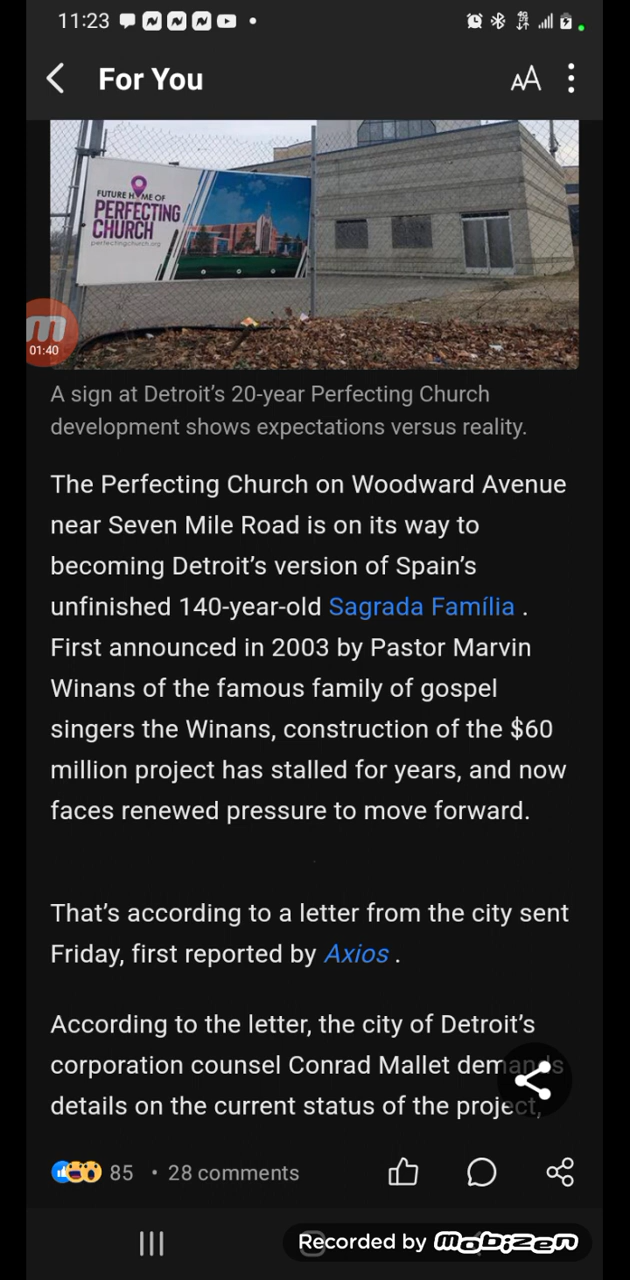 11:23
For You
AA
FUTURE HOME OF
PERFECTING
CHURCH
perfectingchurch.org
01:40
A sign at Detroit’s 20-year Perfecting Church
development shows expectations versus reality.
The Perfecting Church on Woodward Avenue
near Seven Mile Road is on its way to
becoming Detroit’s version of Spain’s
unfinished 140-year-old Sagrada Família .
First announced in 2003 by Pastor Marvin
Winans of the famous family of gospel
singers the Winans, construction of the $60
million project has stalled for years, and now
faces renewed pressure to move forward.
That’s according to a letter from the city sent
Friday, first reported by Axios .
According to the letter, the city of Detroit’s
corporation counsel Conrad Mallet demands
details on the current status of the project,
85 • 28 comments
Recorded by mobizen